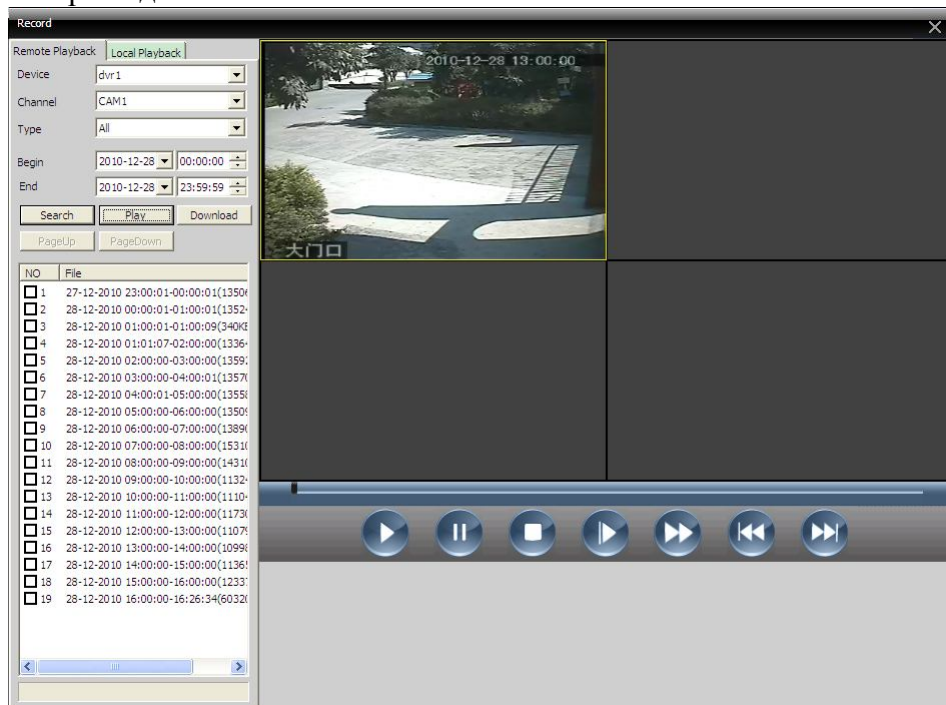 Record
Remote Playback Local Playback
Device dvr1
Channel CAM1
Type All
Begin 2010-12-28 00:00:00
End 2010-12-28 23:59:59
Search Play Download
PageUp PageDown
NO File
1 27-12-2010 23:00:01-00:00:01(1350
2 28-12-2010 00:00:01-01:00:01(1352
3 28-12-2010 01:00:01-01:00:09(340K
4 28-12-2010 01:01:07-02:00:00(1336
5 28-12-2010 02:00:00-03:00:00(1359
6 28-12-2010 03:00:00-04:00:01(1357
7 28-12-2010 04:00:01-05:00:00(1355
8 28-12-2010 05:00:00-06:00:00(1350
9 28-12-2010 06:00:00-07:00:00(1389
10 28-12-2010 07:00:00-08:00:00(1531
11 28-12-2010 08:00:00-09:00:00(1431
12 28-12-2010 09:00:00-10:00:00(1132
13 28-12-2010 10:00:00-11:00:00(1110
14 28-12-2010 11:00:00-12:00:00(1173
15 28-12-2010 12:00:00-13:00:00(1107
16 28-12-2010 13:00:00-14:00:00(1099
17 28-12-2010 14:00:00-15:00:00(1136
18 28-12-2010 15:00:00-16:00:00(1233
19 28-12-2010 16:00:00-16:26:34(6032
2010-12-28 13:00:00
大门口